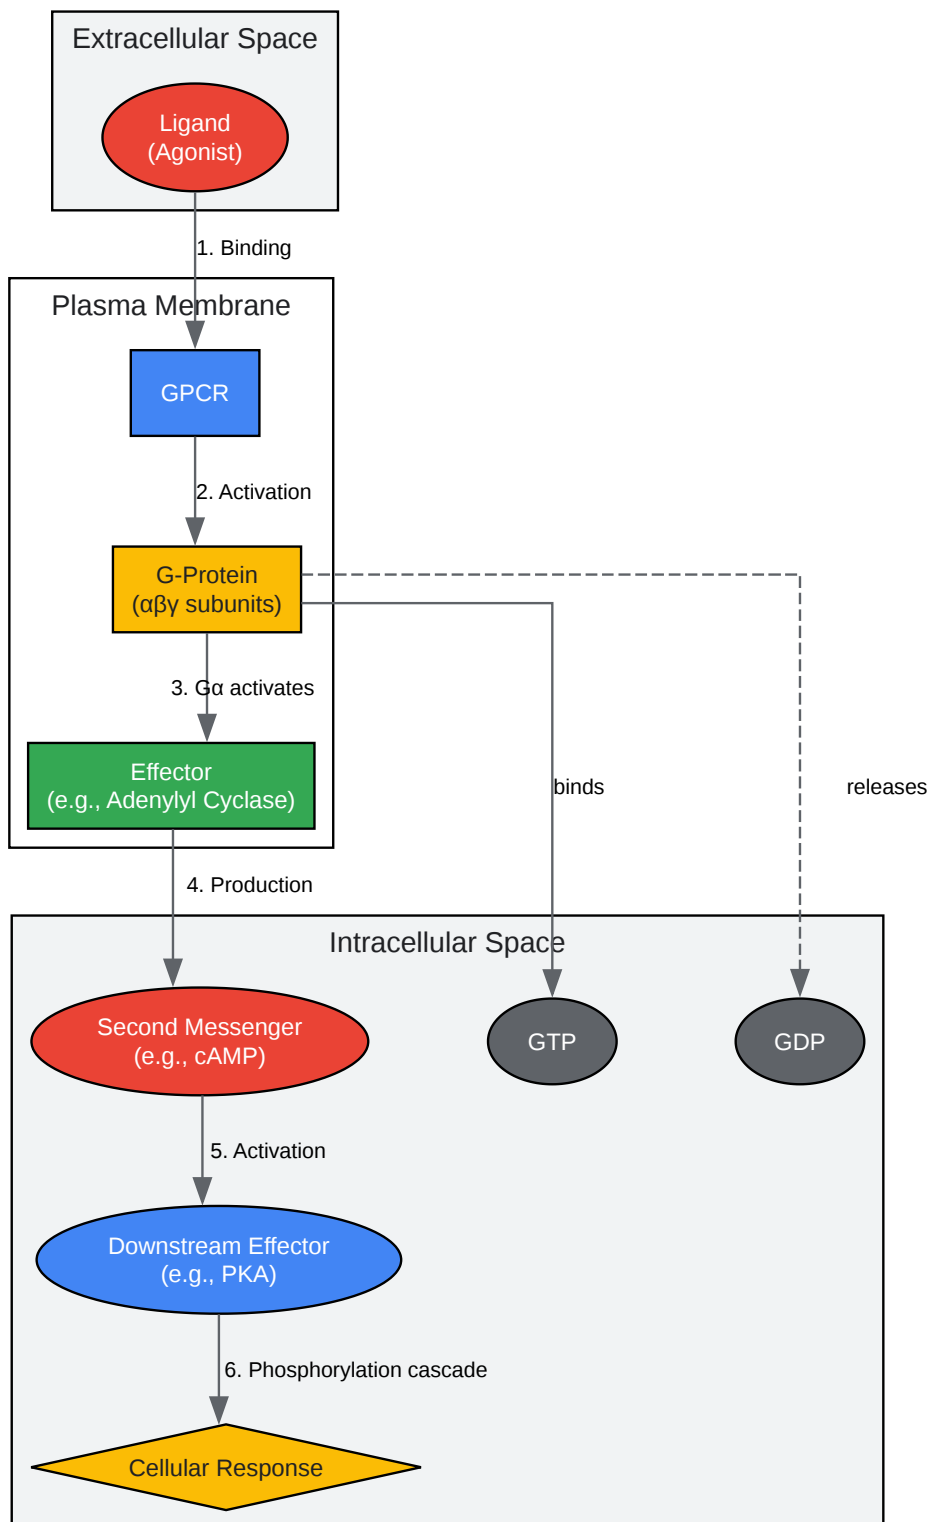 Extracellular Space
Ligand
(Agonist)
1. Binding
Plasma Membrane
GPCR
2. Activation
G-Protein
(αβγ subunits)
3. Gα activates
Effector
(e.g., Adenylyl Cyclase)
binds
releases
4. Production
Intracellular Space
Second Messenger
(e.g., cAMP)
GTP
GDP
5. Activation
Downstream Effector
(e.g., PKA)
6. Phosphorylation cascade
Cellular Response